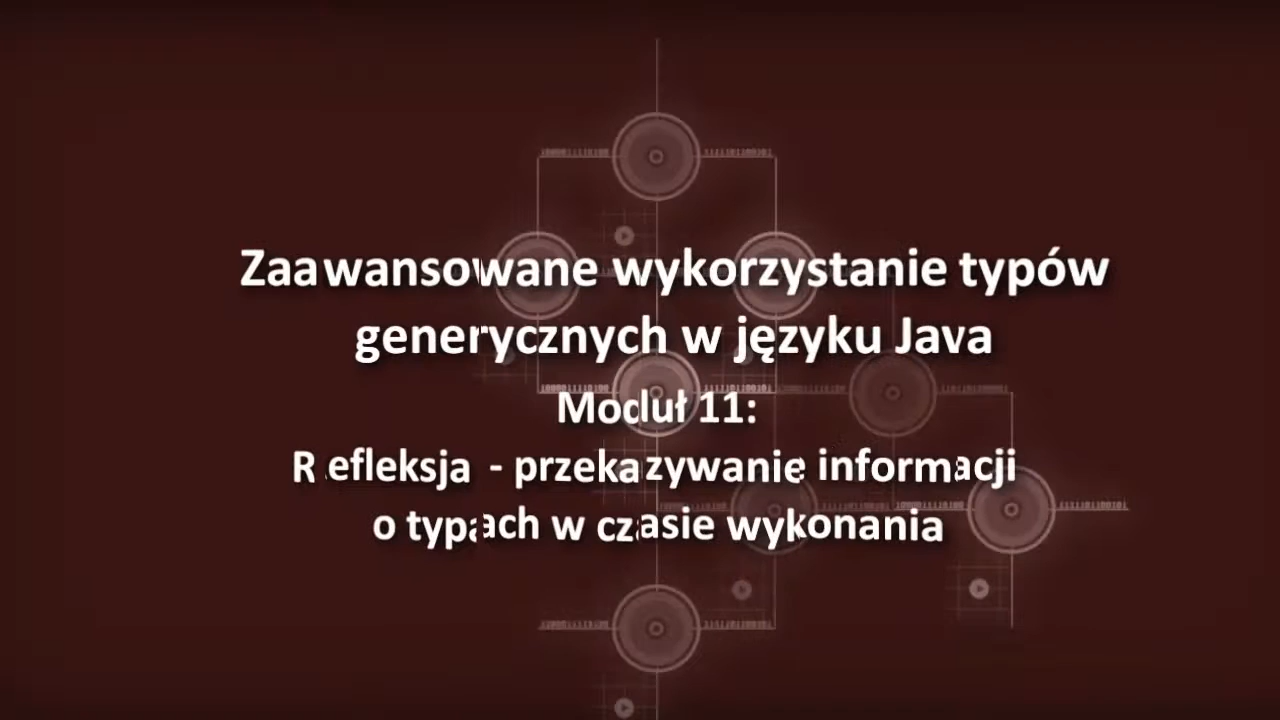 Zaawansowane wykorzystanie typów
generycznych w języku Java
Moduł 11:
Refleksja - przekazywanie informacji
o typach w czasie wykonania